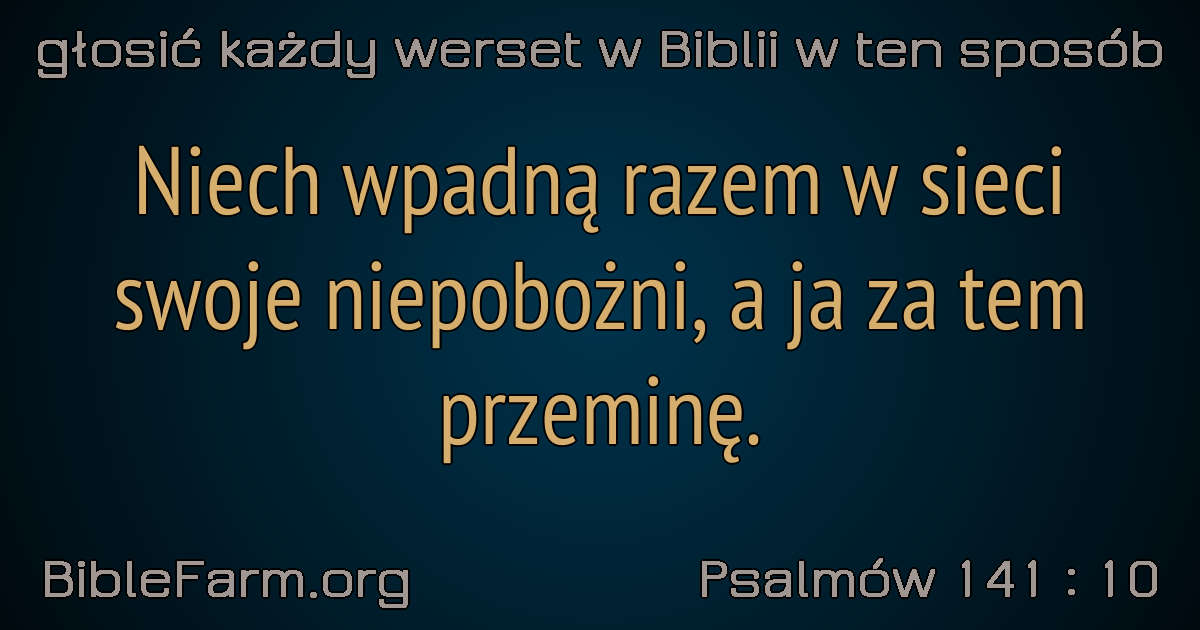 głosić każdy werset w Biblii w ten sposób
Niech wpadną razem w sieci
swoje niepobożni, a ja za tem
przeminę.
BibleFarm.org
Psalmów 141 : 10